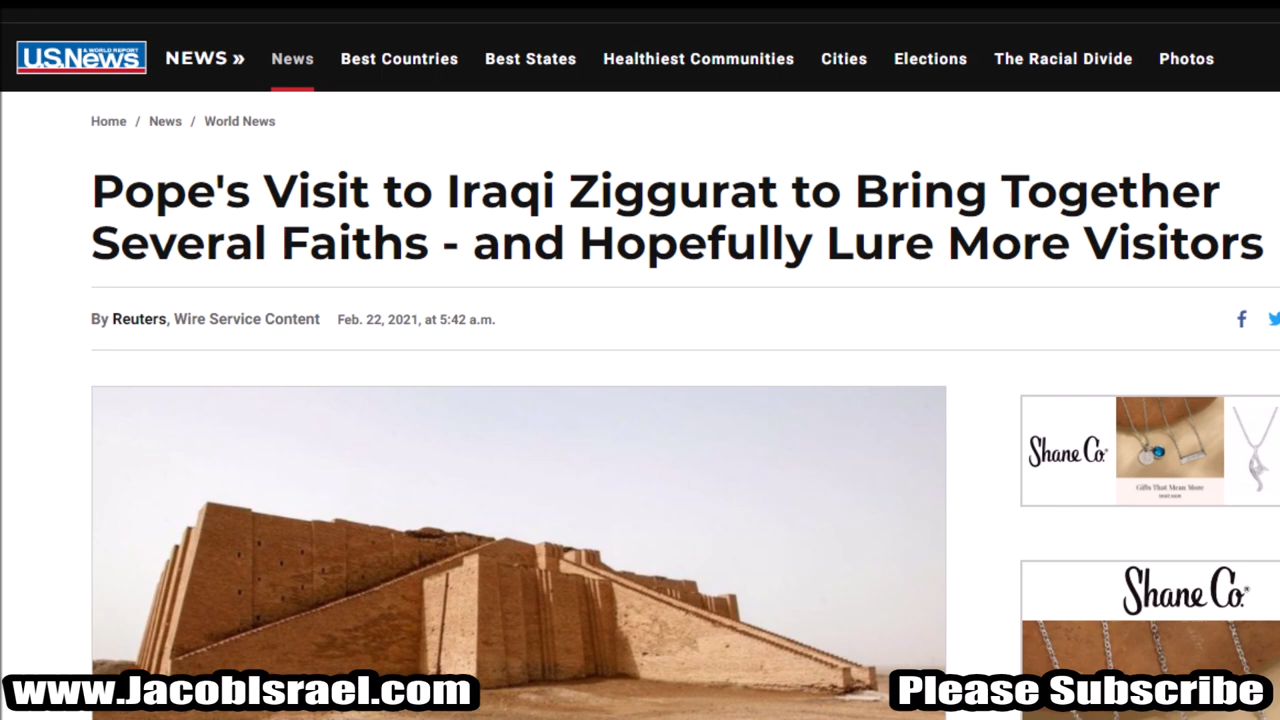 U.S.News
& WORLD REPORT
NEWS » News Best Countries Best States Healthiest Communities Cities Elections The Racial Divide Photos
Home / News / World News
Pope's Visit to Iraqi Ziggurat to Bring Together
Several Faiths - and Hopefully Lure More Visitors
By Reuters, Wire Service Content Feb. 22, 2021, at 5:42 a.m.
Shane Co.
Gifts That Mean More
Shane Co.
www.JacobIsrael.com
Please Subscribe